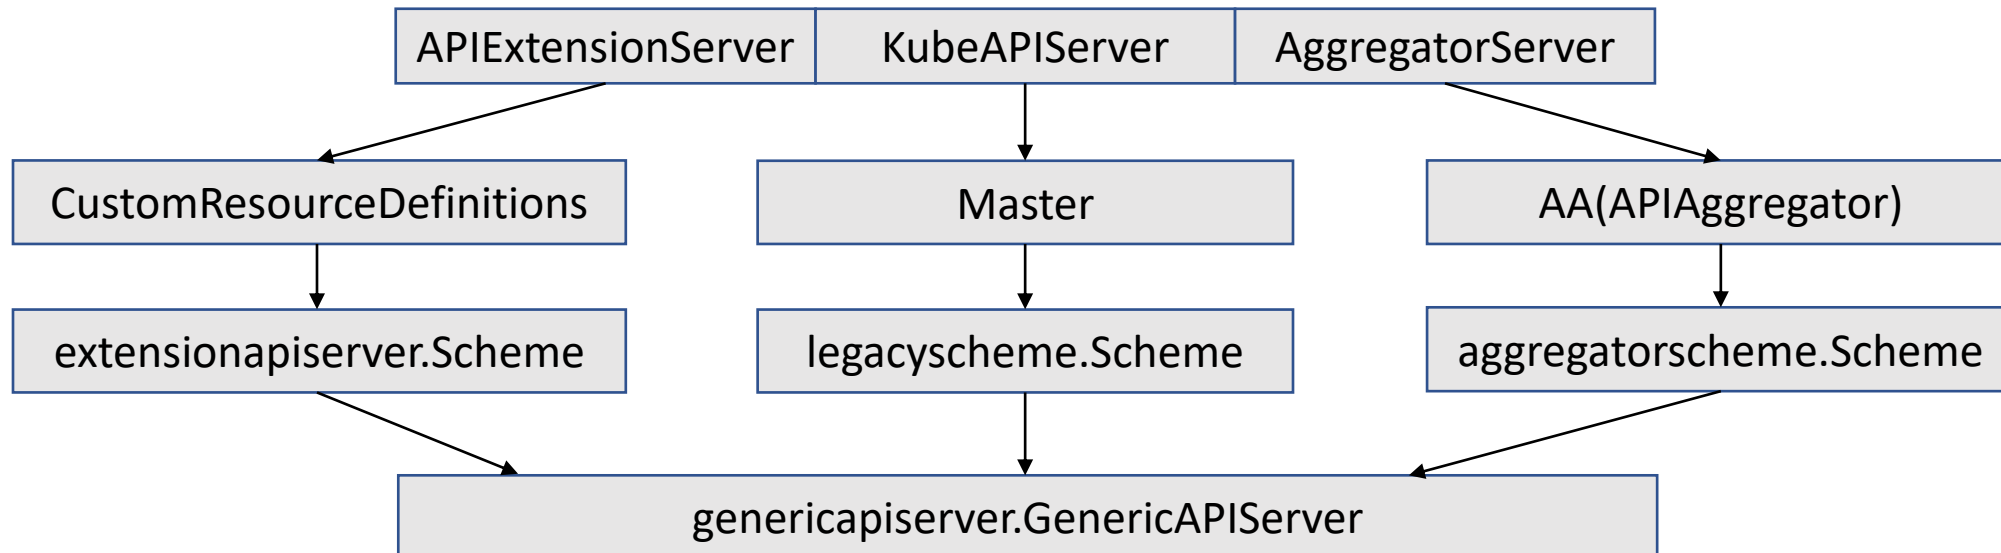 APIExtensionServer
KubeAPIServer
AggregatorServer
CustomResourceDefinitions
Master
AA(APIAggregator)
extensionapiserver.Scheme
legacyscheme.Scheme
aggregatorscheme.Scheme
genericapiserver.GenericAPIServer